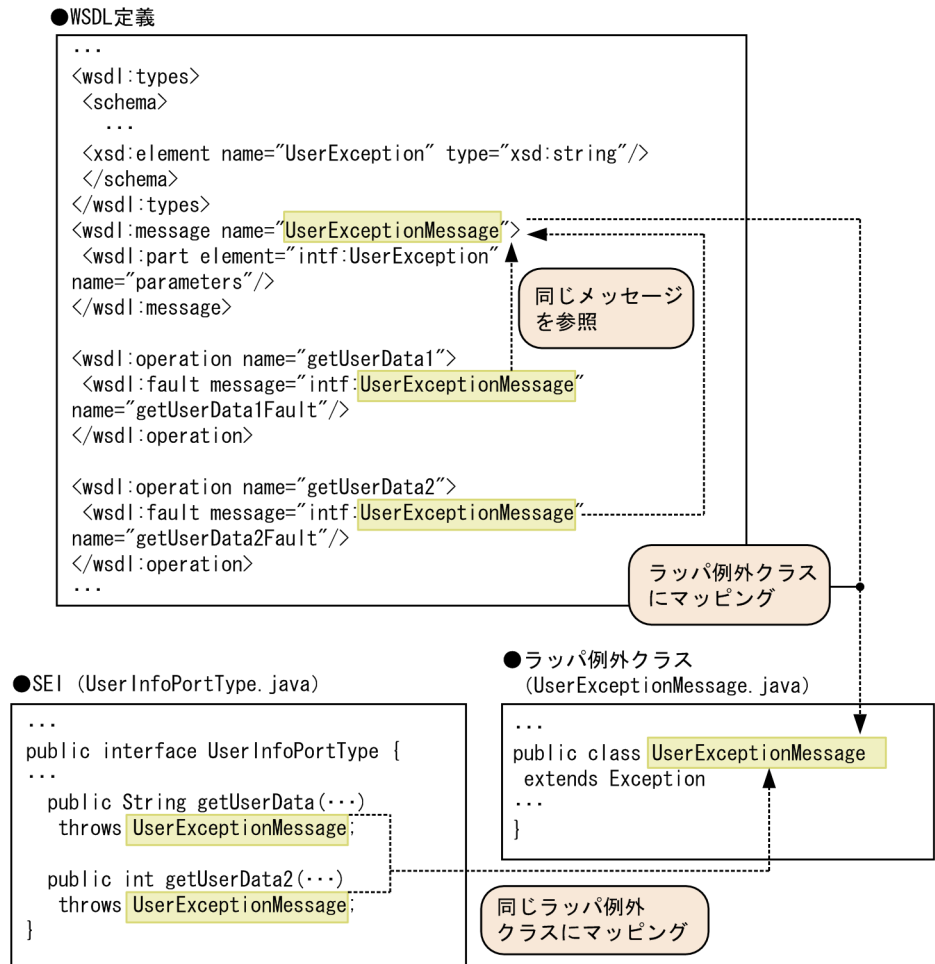 ●WSDL定義
...
<wsdl:types>
<schema>
...
<xsd:element name="UserException" type="xsd:string"/>
</schema>
</wsdl:types>
<wsdl:message name="UserExceptionMessage">
<wsdl:part element="intf:UserException"
name="parameters"/>
</wsdl:message>
同じメッセージ
を参照
<wsdl:operation name="getUserData1">
<wsdl:fault message="intf:UserExceptionMessage"
name="getUserData1Fault"/>
</wsdl:operation>
<wsdl:operation name="getUserData2">
<wsdl:fault message="intf:UserExceptionMessage"
name="getUserData2Fault"/>
</wsdl:operation>
...
ラッパ例外クラス
にマッピング
●SEI（UserInfoPortType.java）
...
public interface UserInfoPortType {
...
public String getUserData(...)
throws UserExceptionMessage;
public int getUserData2(...)
throws UserExceptionMessage;
}
●ラッパ例外クラス
（UserExceptionMessage.java）
...
public class UserExceptionMessage
extends Exception
...
}
同じラッパ例外
クラスにマッピング